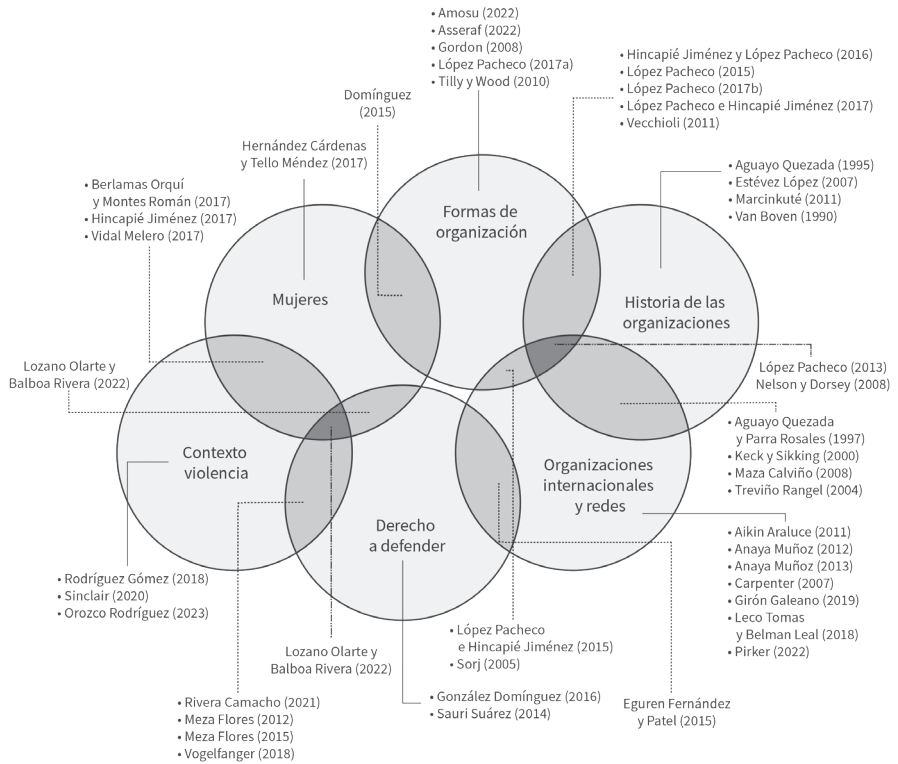 • Amosu (2022)
• Asseraf (2022)
• Gordon (2008)
• López Pacheco (2017a)
• Tilly y Wood (2010)
• Hincapié Jiménez y López Pacheco (2016)
• López Pacheco (2015)
• López Pacheco (2017b)
• López Pacheco e Hincapié Jiménez (2017)
• Vecchioli (2011)
Domínguez
(2015)
Hernández Cárdenas
y Tello Méndez (2017)
• Berlamas Orquí
y Montes Román (2017)
• Hincapié Jiménez (2017)
• Vidal Melero (2017)
• Aguayo Quezada (1995)
• Estévez López (2007)
• Marcinkuté (2011)
• Van Boven (1990)
Formas de
organización
Mujeres
Historia de las
organizaciones
Lozano Olarte y
Balboa Rivera (2022)
López Pacheco (2013)
Nelson y Dorsey (2008)
• Aguayo Quezada
y Parra Rosales (1997)
• Keck y Sikking (2000)
• Maza Calviño (2008)
• Treviño Rangel (2004)
Contexto
violencia
Organizaciones
internacionales
y redes
Derecho
a defender
• Aikin Araluce (2011)
• Anaya Muñoz (2012)
• Anaya Muñoz (2013)
• Carpenter (2007)
• Girón Galeano (2019)
• Leco Tomas
y Belman Leal (2018)
• Pirker (2022)
• Rodríguez Gómez (2018)
• Sinclair (2020)
• Orozco Rodríguez (2023)
Lozano Olarte y
Balboa Rivera (2022)
• López Pacheco
e Hincapié Jiménez (2015)
• Sorj (2005)
• Rivera Camacho (2021)
• Meza Flores (2012)
• Meza Flores (2015)
• Vogelfanger (2018)
• González Domínguez (2016)
• Sauri Suárez (2014)
Eguren Fernández
y Patel (2015)